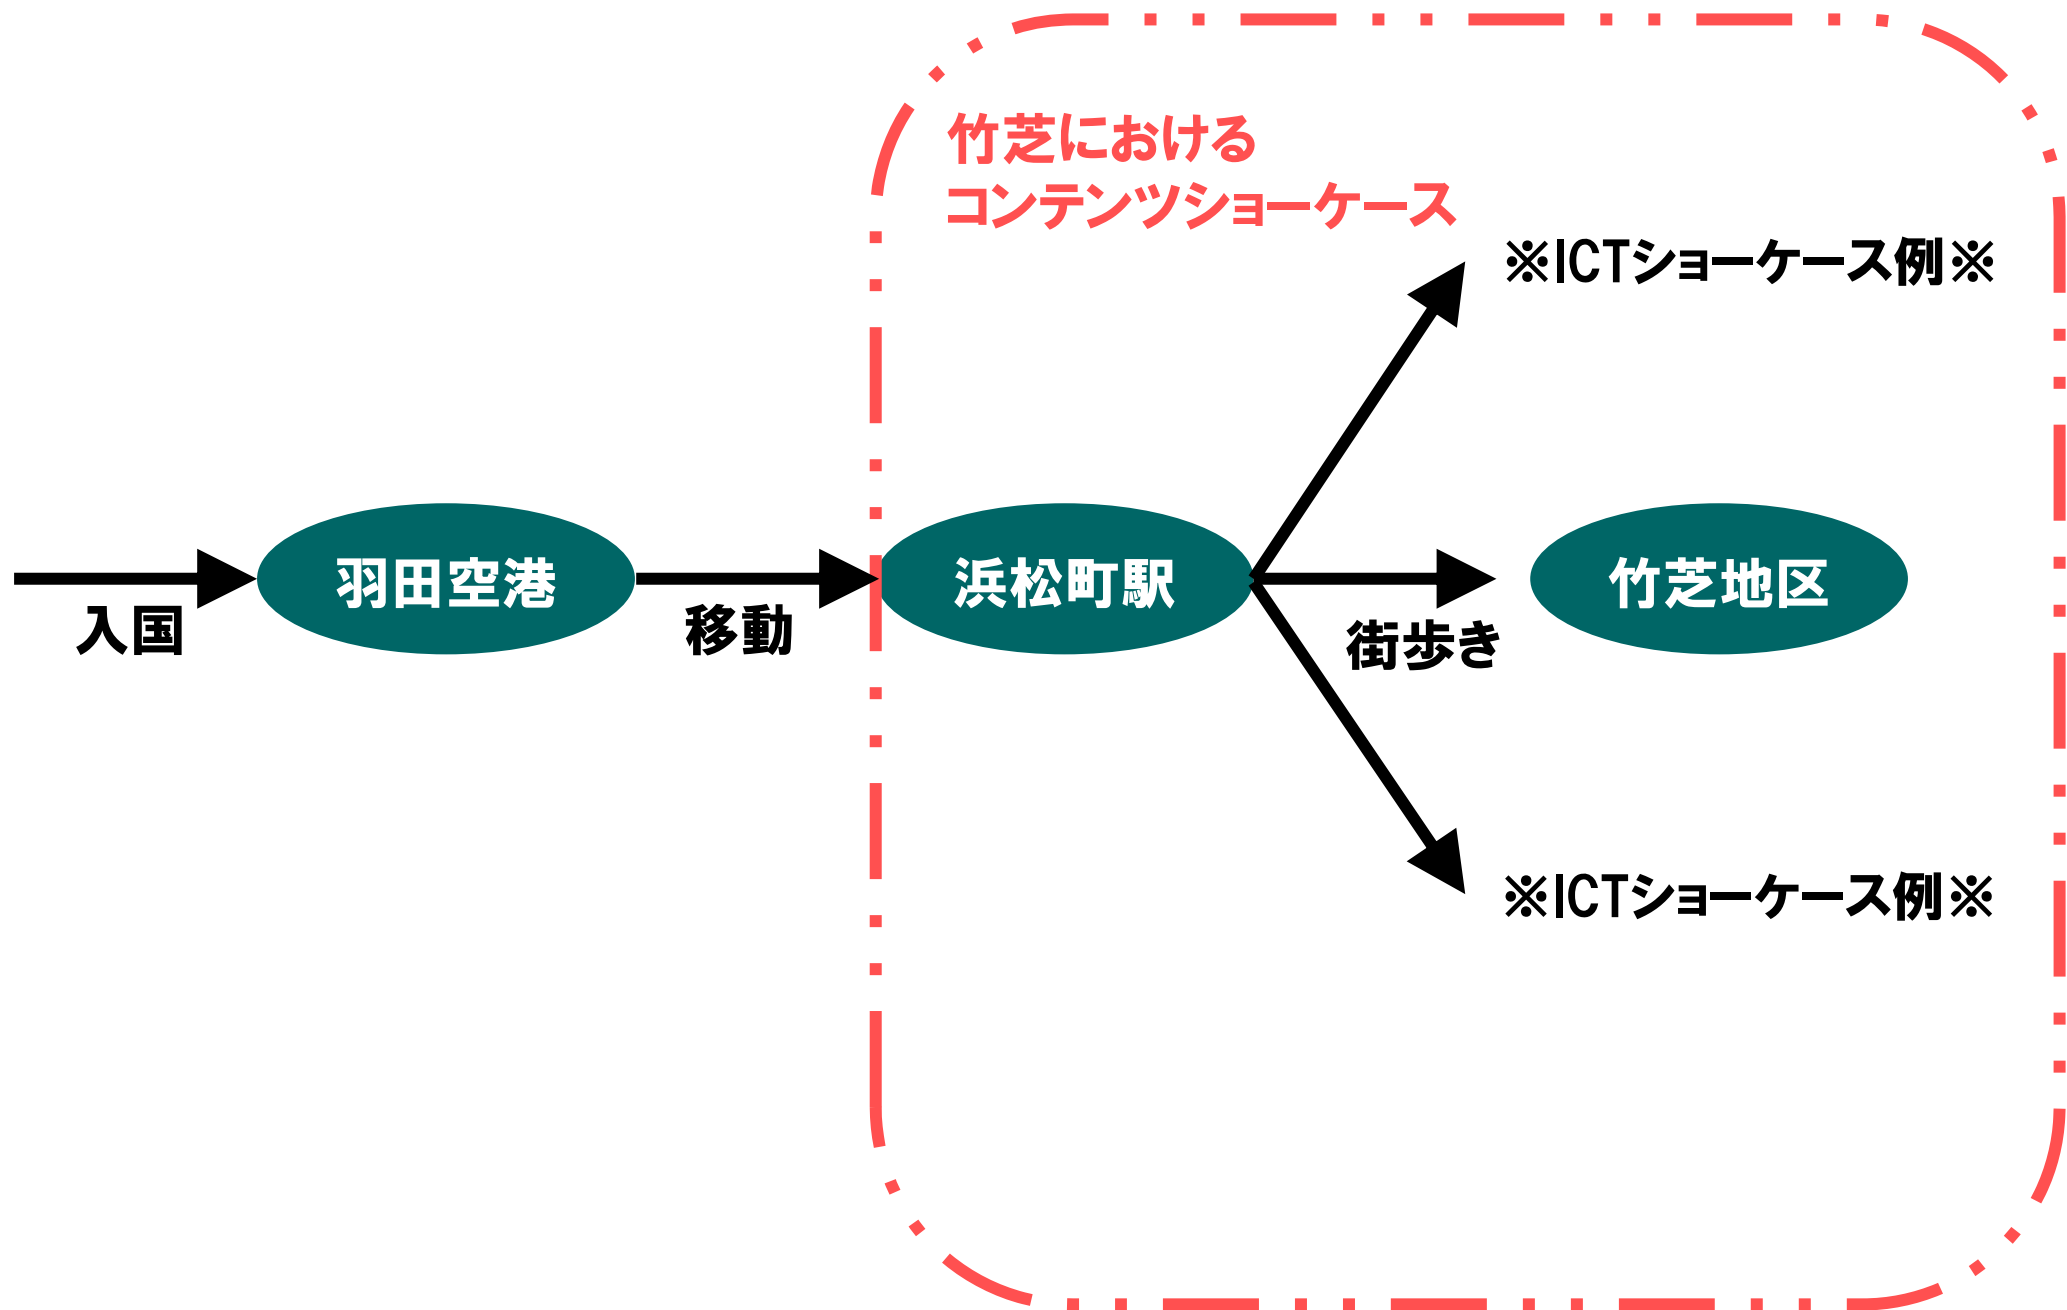 竹芝における
コンテンツショーケース
※ICTショーケース例※
羽田空港
浜松町駅
竹芝地区
入国
移動
街歩き
※ICTショーケース例※